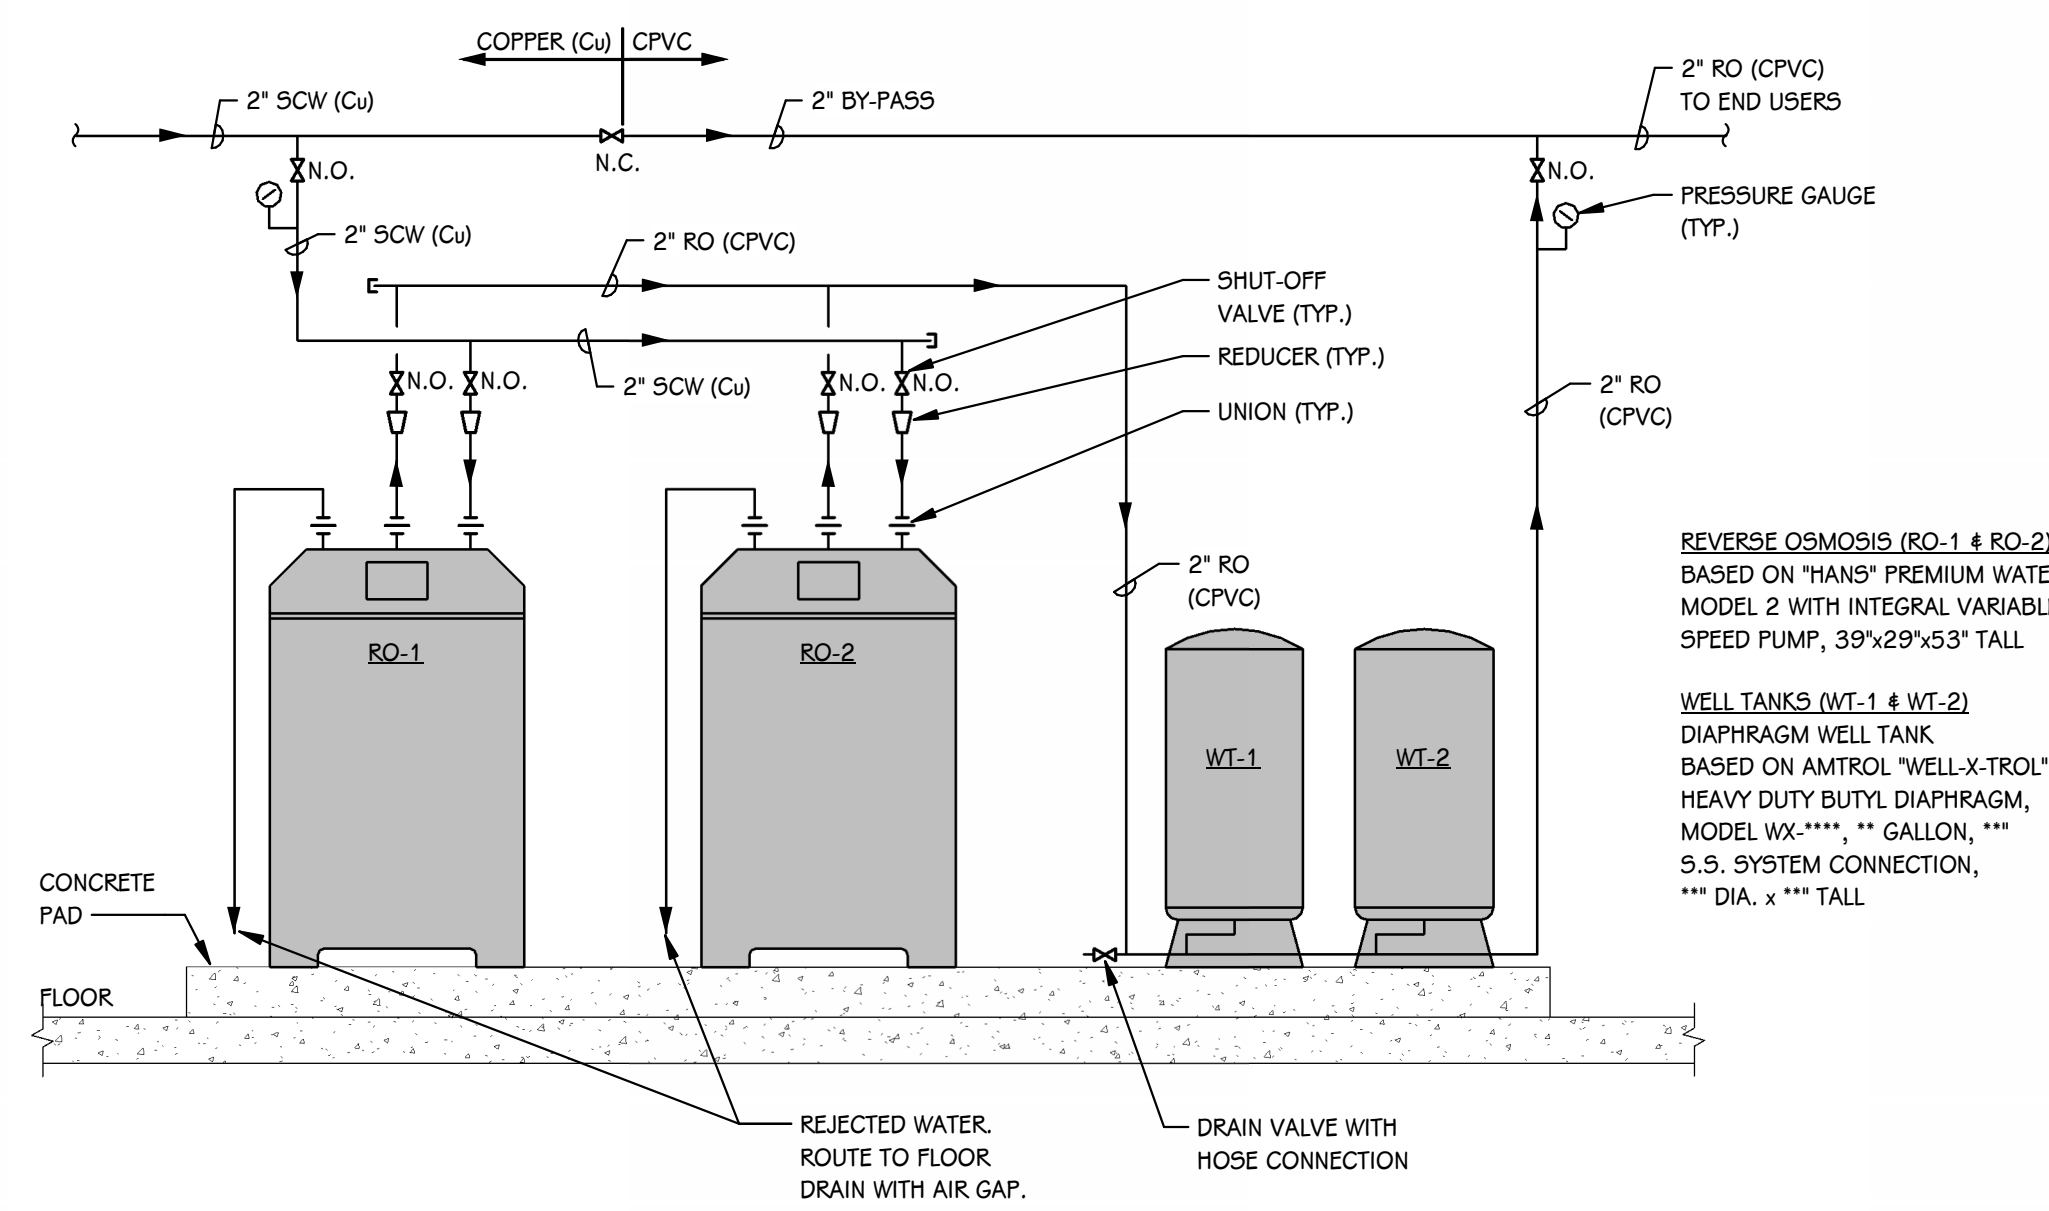 COPPER (Cu) CPVC
2" SCW (Cu)
2" BY-PASS
2" RO (CPVC)
TO END USERS
N.C.
N.O.
N.O.
PRESSURE GAUGE
(TYP.)
2" SCW (Cu)
2" RO (CPVC)
SHUT-OFF
VALVE (TYP.)
REDUCER (TYP.)
N.O. N.O.
N.O. N.O.
2" SCW (Cu)
2" RO
(CPVC)
UNION (TYP.)
2" RO
(CPVC)
REVERSE OSMOSIS (RO-1 & RO-2)
BASED ON "HANS" PREMIUM WATE
MODEL 2 WITH INTEGRAL VARIABL
SPEED PUMP, 39"x29"x53" TALL
RO-1
RO-2
WT-1
WT-2
WELL TANKS (WT-1 & WT-2)
DIAPHRAGM WELL TANK
BASED ON AMTROL "WELL-X-TROL"
HEAVY DUTY BUTYL DIAPHRAGM,
MODEL WX-****, ** GALLON, **"
S.S. SYSTEM CONNECTION,
**" DIA. x **" TALL
CONCRETE
PAD
FLOOR
REJECTED WATER.
ROUTE TO FLOOR
DRAIN WITH AIR GAP.
DRAIN VALVE WITH
HOSE CONNECTION